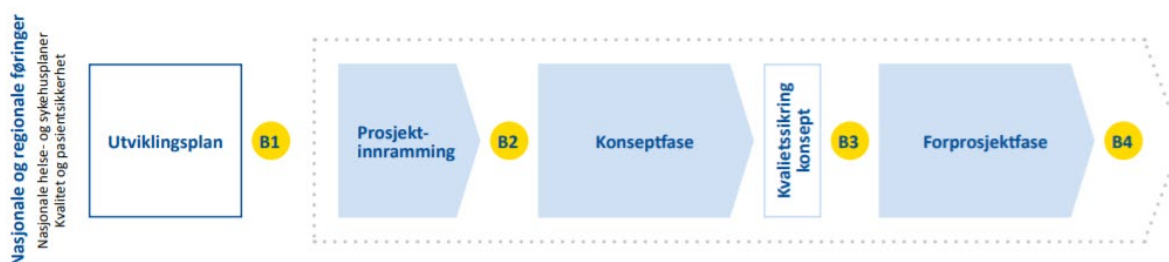 Nasjonale og regionale føringer
Nasjonale helse- og sykehusplaner
Kvalitet og pasientsikkerhet
Utviklingsplan
B1
Prosjekt-
innramming
B2
Konseptfase
Kvalietssikring
konsept
B3
Forprosjektfase
B4